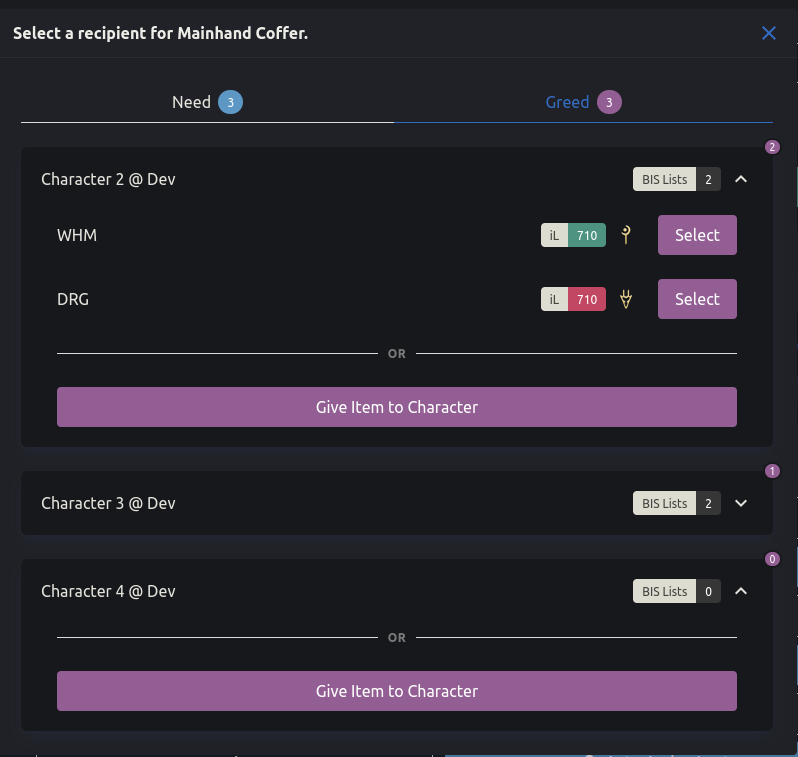 Select a recipient for Mainhand Coffer.
Need 3
Greed 3
2
Character 2 @ Dev
BIS Lists 2
WHM
iL 710
Select
DRG
iL 710
Select
OR
Give Item to Character
1
Character 3 @ Dev
BIS Lists 2
0
Character 4 @ Dev
BIS Lists 0
OR
Give Item to Character